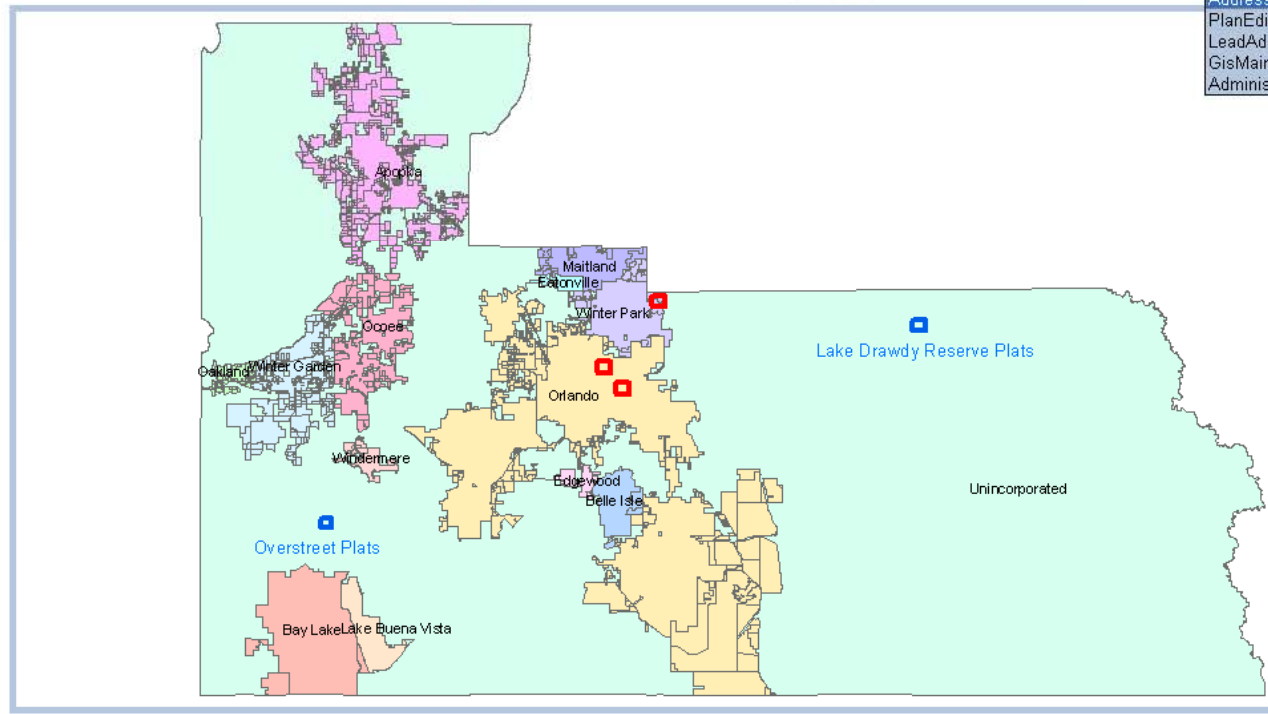 Address
PlanEdi
LeadAd
GisMain
Adminis
Apopka
Maitland
Eatonville
Winter Park
Ocoee
Lake Drawdy Reserve Plats
Oakland
Winter Garden
Orlando
Windermere
Edgewood
Unincorporated
Belle Isle
Overstreet Plats
Bay Lake
Lake Buena Vista